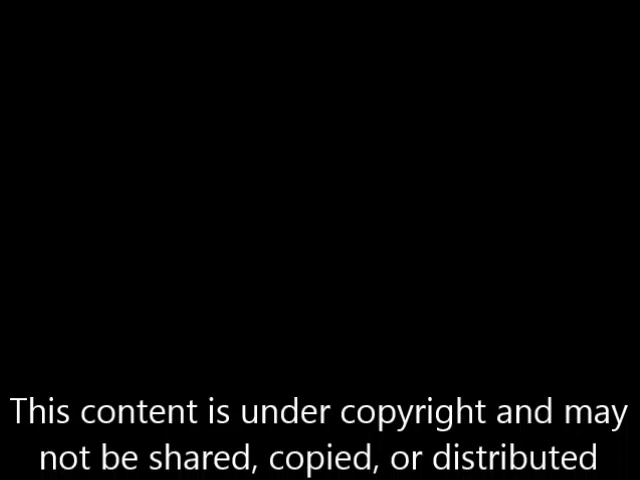 This content is under copyright and may
not be shared, copied, or distributed